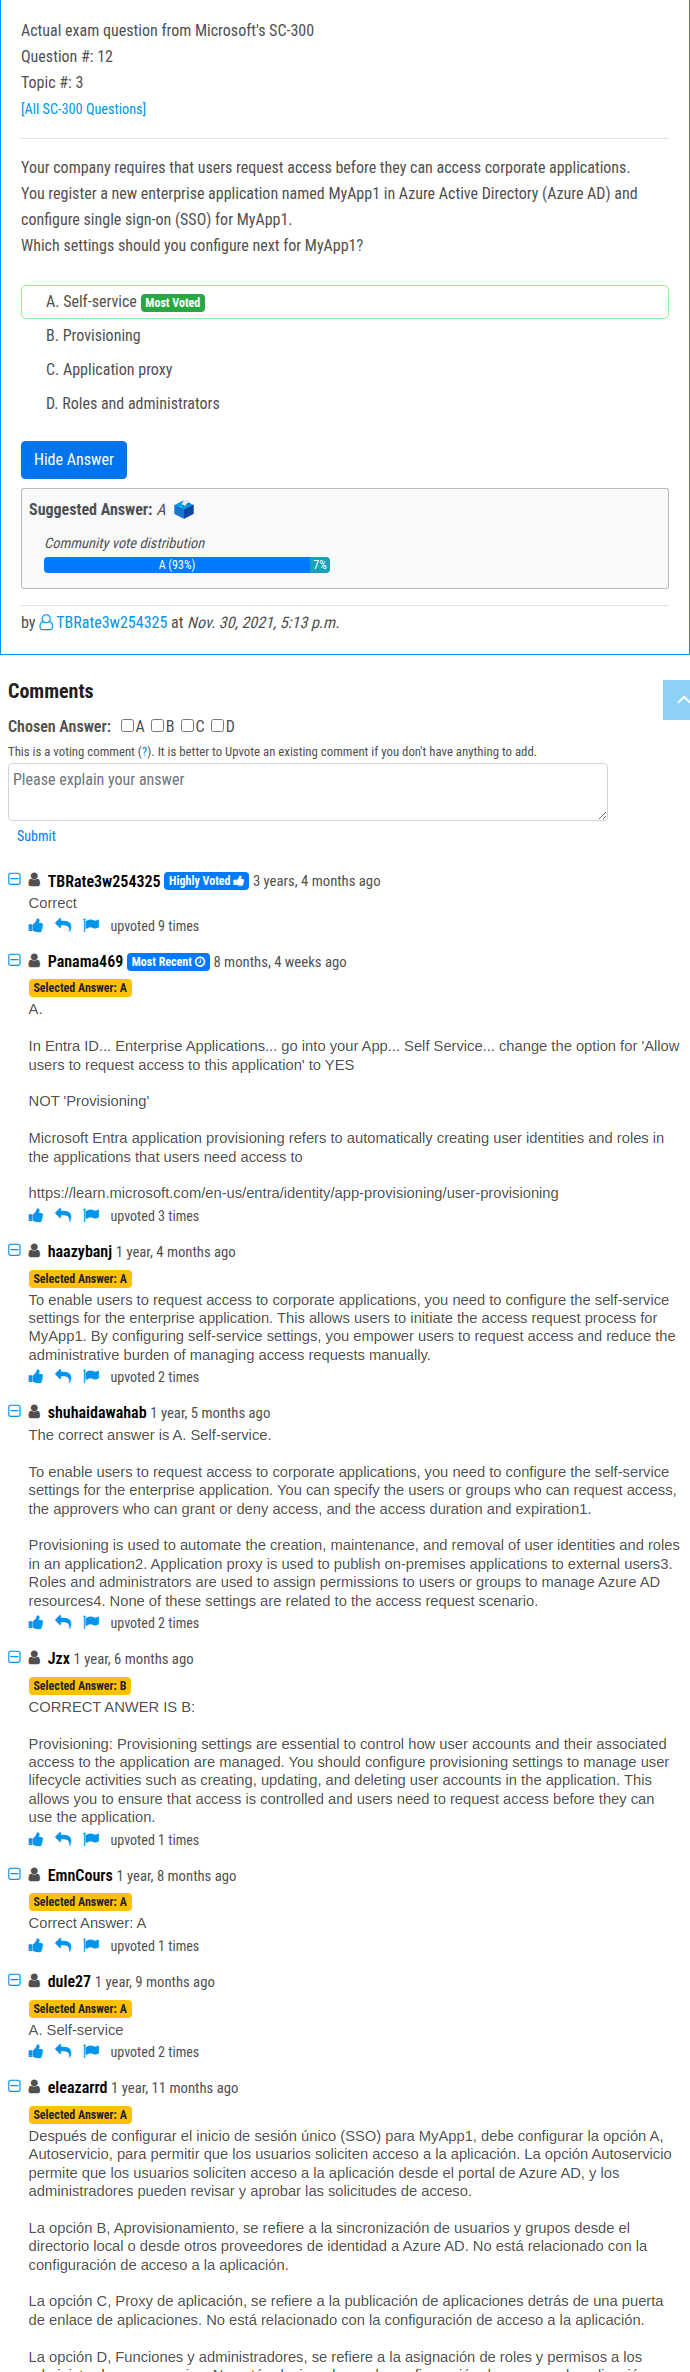 Actual exam question from Microsoft's SC-300
Question #: 12
Topic #: 3
[All SC-300 Questions]
Your company requires that users request access before they can access corporate applications.
You register a new enterprise application named MyApp1 in Azure Active Directory (Azure AD) and
configure single sign-on (SSO) for MyApp1.
Which settings should you configure next for MyApp1?
A. Self-service Most Voted
B. Provisioning
C. Application proxy
D. Roles and administrators
Hide Answer
Suggested Answer: A
Community vote distribution
A (93%) 7%
by TBRate3w254325 at Nov. 30, 2021, 5:13 p.m.
Comments
Chosen Answer: A B C D
This is a voting comment (?). It is better to Upvote an existing comment if you don't have anything to add.
Please explain your answer
Submit
TBRate3w254325 Highly Voted 3 years, 4 months ago
Correct
upvoted 9 times
Panama469 Most Recent 8 months, 4 weeks ago
Selected Answer: A
A.
In Entra ID... Enterprise Applications... go into your App... Self Service... change the option for 'Allow
users to request access to this application' to YES
NOT 'Provisioning'
Microsoft Entra application provisioning refers to automatically creating user identities and roles in
the applications that users need access to
https://learn.microsoft.com/en-us/entra/identity/app-provisioning/user-provisioning
upvoted 3 times
haazybanj 1 year, 4 months ago
Selected Answer: A
To enable users to request access to corporate applications, you need to configure the self-service
settings for the enterprise application. This allows users to initiate the access request process for
MyApp1. By configuring self-service settings, you empower users to request access and reduce the
administrative burden of managing access requests manually.
upvoted 2 times
shuhaidawahab 1 year, 5 months ago
The correct answer is A. Self-service.
To enable users to request access to corporate applications, you need to configure the self-service
settings for the enterprise application. You can specify the users or groups who can request access,
the approvers who can grant or deny access, and the access duration and expiration1.
Provisioning is used to automate the creation, maintenance, and removal of user identities and roles
in an application2. Application proxy is used to publish on-premises applications to external users3.
Roles and administrators are used to assign permissions to users or groups to manage Azure AD
resources4. None of these settings are related to the access request scenario.
upvoted 2 times
Jzx 1 year, 6 months ago
Selected Answer: B
CORRECT ANWER IS B:
Provisioning: Provisioning settings are essential to control how user accounts and their associated
access to the application are managed. You should configure provisioning settings to manage user
lifecycle activities such as creating, updating, and deleting user accounts in the application. This
allows you to ensure that access is controlled and users need to request access before they can
use the application.
upvoted 1 times
EmnCours 1 year, 8 months ago
Selected Answer: A
Correct Answer: A
upvoted 1 times
dule27 1 year, 9 months ago
Selected Answer: A
A. Self-service
upvoted 2 times
eleazarrd 1 year, 11 months ago
Selected Answer: A
Después de configurar el inicio de sesión único (SSO) para MyApp1, debe configurar la opción A,
Autoservicio, para permitir que los usuarios soliciten acceso a la aplicación. La opción Autoservicio
permite que los usuarios soliciten acceso a la aplicación desde el portal de Azure AD, y los
administradores pueden revisar y aprobar las solicitudes de acceso.
La opción B, Aprovisionamiento, se refiere a la sincronización de usuarios y grupos desde el
directorio local o desde otros proveedores de identidad a Azure AD. No está relacionado con la
configuración de acceso a la aplicación.
La opción C, Proxy de aplicación, se refiere a la publicación de aplicaciones detrás de una puerta
de enlace de aplicaciones. No está relacionado con la configuración de acceso a la aplicación.
La opción D, Funciones y administradores, se refiere a la asignación de roles y permisos a los